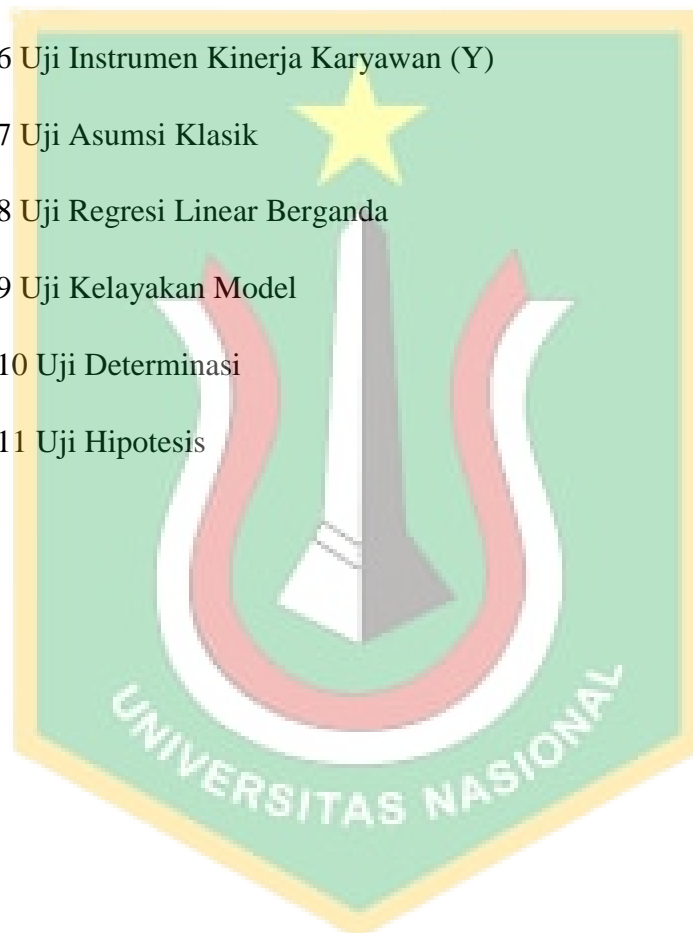 6 Uji Instrumen Kinerja Karyawan (Y)
7 Uji Asumsi Klasik
8 Uji Regresi Linear Berganda
9 Uji Kelayakan Model
10 Uji Determinasi
11 Uji Hipotesis
UNIVERSITAS NASIONAL